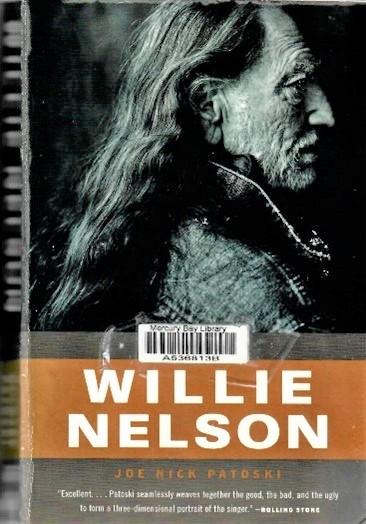 Mercury Bay Library
A536813B
WILLIE
NELSON
JOE NICK PATOSKI
"Excellent. . . . Patoski seamlessly weaves together the good, the bad, and the ugly
to form a three-dimensional portrait of the singer." —ROLLING STONE